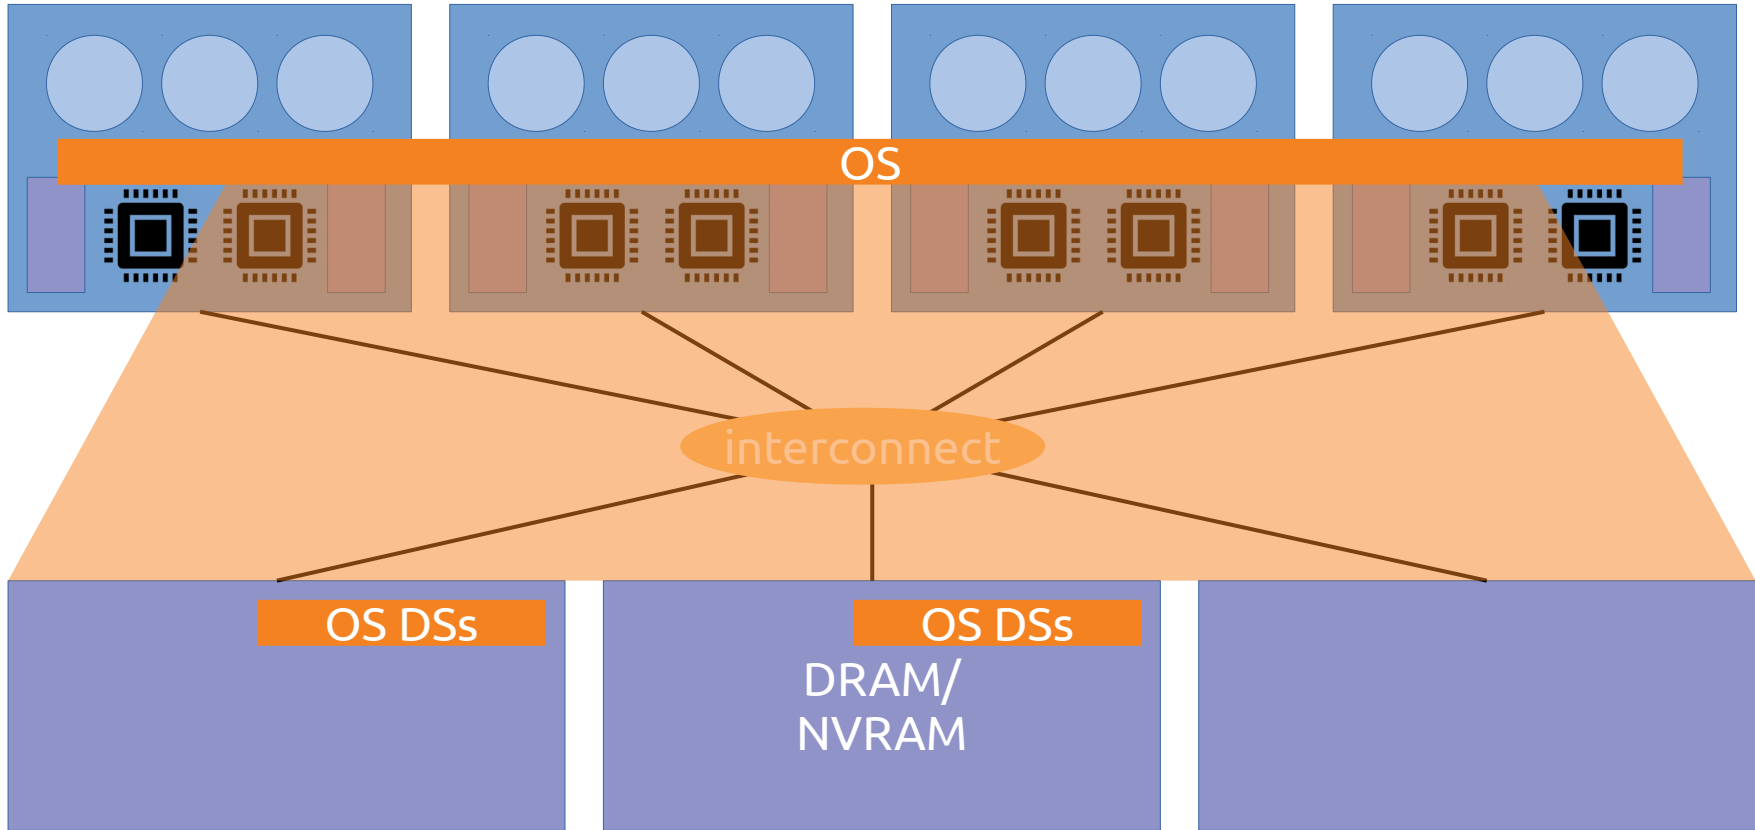 OS
interconnect
OS DSs
OS DSs
DRAM/
NVRAM